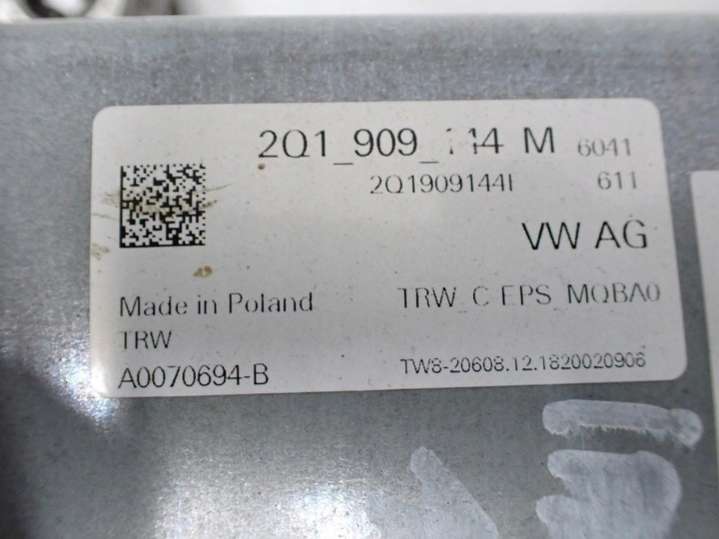 2Q1_909_144 M 6041
2Q1909144I 611
VW AG
Made in Poland TRW_C EPS_MQBA0
TRW
A0070694-B TW8-20608.12.1820020906